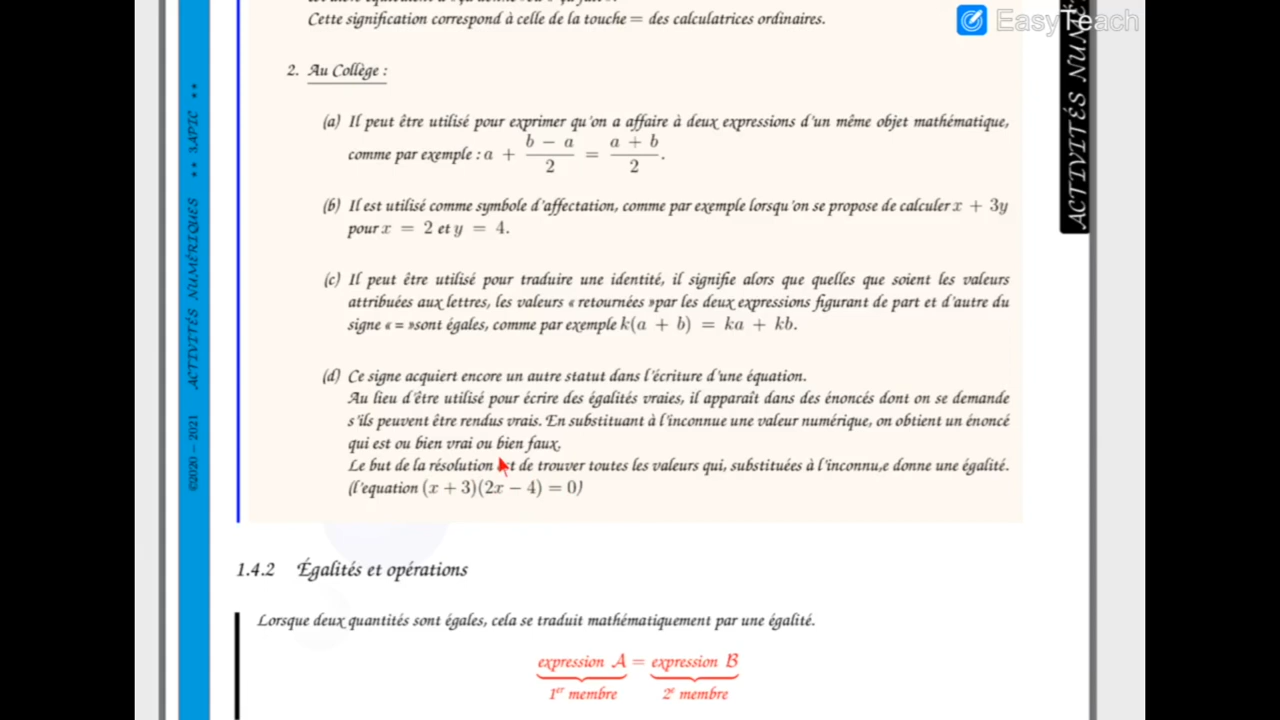 Cette signification correspond à celle de la touche = des calculatrices ordinaires.
EasyTeach
2. Au Collège :
(a) Il peut être utilisé pour exprimer qu'on a affaire à deux expressions d'un même objet mathématique,
comme par exemple : a + (b − a)/2 = (a + b)/2.
(b) Il est utilisé comme symbole d'affectation, comme par exemple lorsqu'on se propose de calculer x + 3y
pour x = 2 et y = 4.
(c) Il peut être utilisé pour traduire une identité, il signifie alors que quelles que soient les valeurs
attribuées aux lettres, les valeurs « retournées »par les deux expressions figurant de part et d'autre du
signe « = »sont égales, comme par exemple k(a + b) = ka + kb.
(d) Ce signe acquiert encore un autre statut dans l'écriture d'une équation.
Au lieu d'être utilisé pour écrire des égalités vraies, il apparaît dans des énoncés dont on se demande
s'ils peuvent être rendus vrais. En substituant à l'inconnue une valeur numérique, on obtient un énoncé
qui est ou bien vrai ou bien faux.
Le but de la résolution est de trouver toutes les valeurs qui, substituées à l'inconnu,e donne une égalité.
(l'equation (x + 3)(2x − 4) = 0)
1.4.2 Égalités et opérations
Lorsque deux quantités sont égales, cela se traduit mathématiquement par une égalité.
expression A = expression B
1er membre 2e membre
©2020 – 2021 ACTIVITÉS NUMÉRIQUES ** 3APIC **